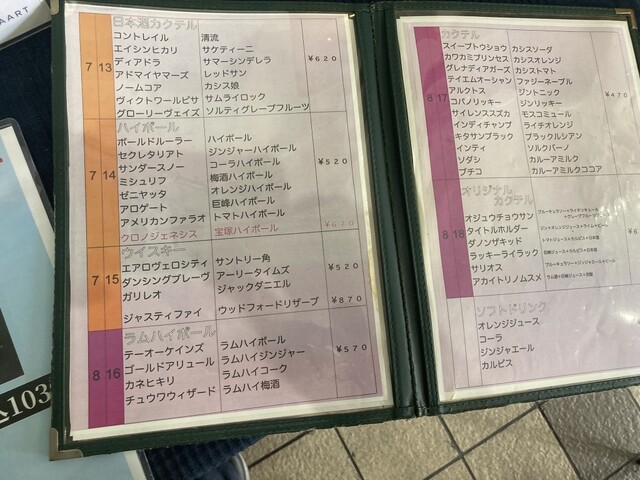 AART
日本酒カクテル
7 13
コントレイル 清流
エイシンヒカリ サケティーニ
ディアドラ サマーシンデレラ
アドマイヤマーズ レッドサン
ノームコア カシス娘
ヴィクトワールピサ サムライロック
グローリーヴェイズ ソルティグレープフルーツ
¥620
ハイボール
7 14
ボールドルーラー ハイボール
セクレタリアト ジンジャーハイボール
サンダースノー コーラハイボール
ミシュリフ 梅酒ハイボール
ゼニヤッタ オレンジハイボール
アロゲート 巨峰ハイボール
アメリカンファラオ トマトハイボール
¥520
クロノジェネシス 宝塚ハイボール ¥620
ウイスキー
7 15
エアロヴェロシティ サントリー角
ダンシングブレーヴ アーリータイムズ
ガリレオ ジャックダニエル
¥520
ジャスティファイ ウッドフォードリザーブ ¥870
ラムハイボール
8 16
テーオーケインズ ラムハイボール
ゴールドアリュール ラムハイジンジャー
カネヒキリ ラムハイコーク
チュウワウィザード ラムハイ梅酒
¥570
カクテル
8 17
スイープトウショウ カシスソーダ
カワカミプリンセス カシスオレンジ
グレナディアガーズ カシストマト
テイエムオーシャン ファジーネーブル
アルクトス ジントニック
コパノリッキー ジンリッキー
サイレンススズカ モスコミュール
インディチャンプ ライチオレンジ
キタサンブラック ブラックルシアン
インティ ソルクバーノ
ソダシ カルーアミルク
ブチコ カルーアミルクココア
¥470
オリジナル
カクテル
8 18
オジュウチョウサン
タイトルホルダー
ダノンザキッド
ラッキーライラック
サリオス
アカイトリノムスメ
¥6
ソフトドリンク
オレンジジュース
コーラ
ジンジャエール
カルピス
103